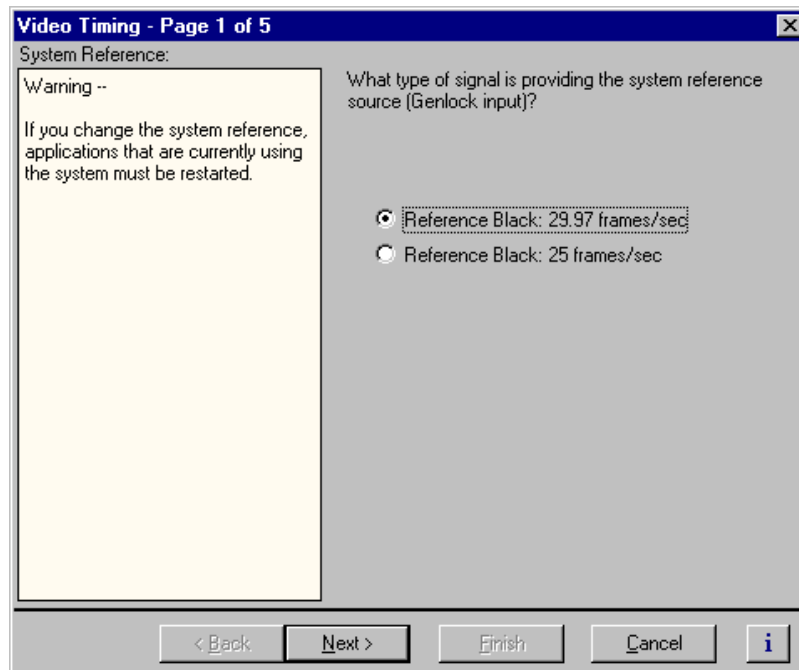 Video Timing - Page 1 of 5
System Reference:
Warning --
If you change the system reference,
applications that are currently using
the system must be restarted.
What type of signal is providing the system reference
source (Genlock input)?
Reference Black: 29.97 frames/sec
Reference Black: 25 frames/sec
< Back
Next >
Finish
Cancel
i